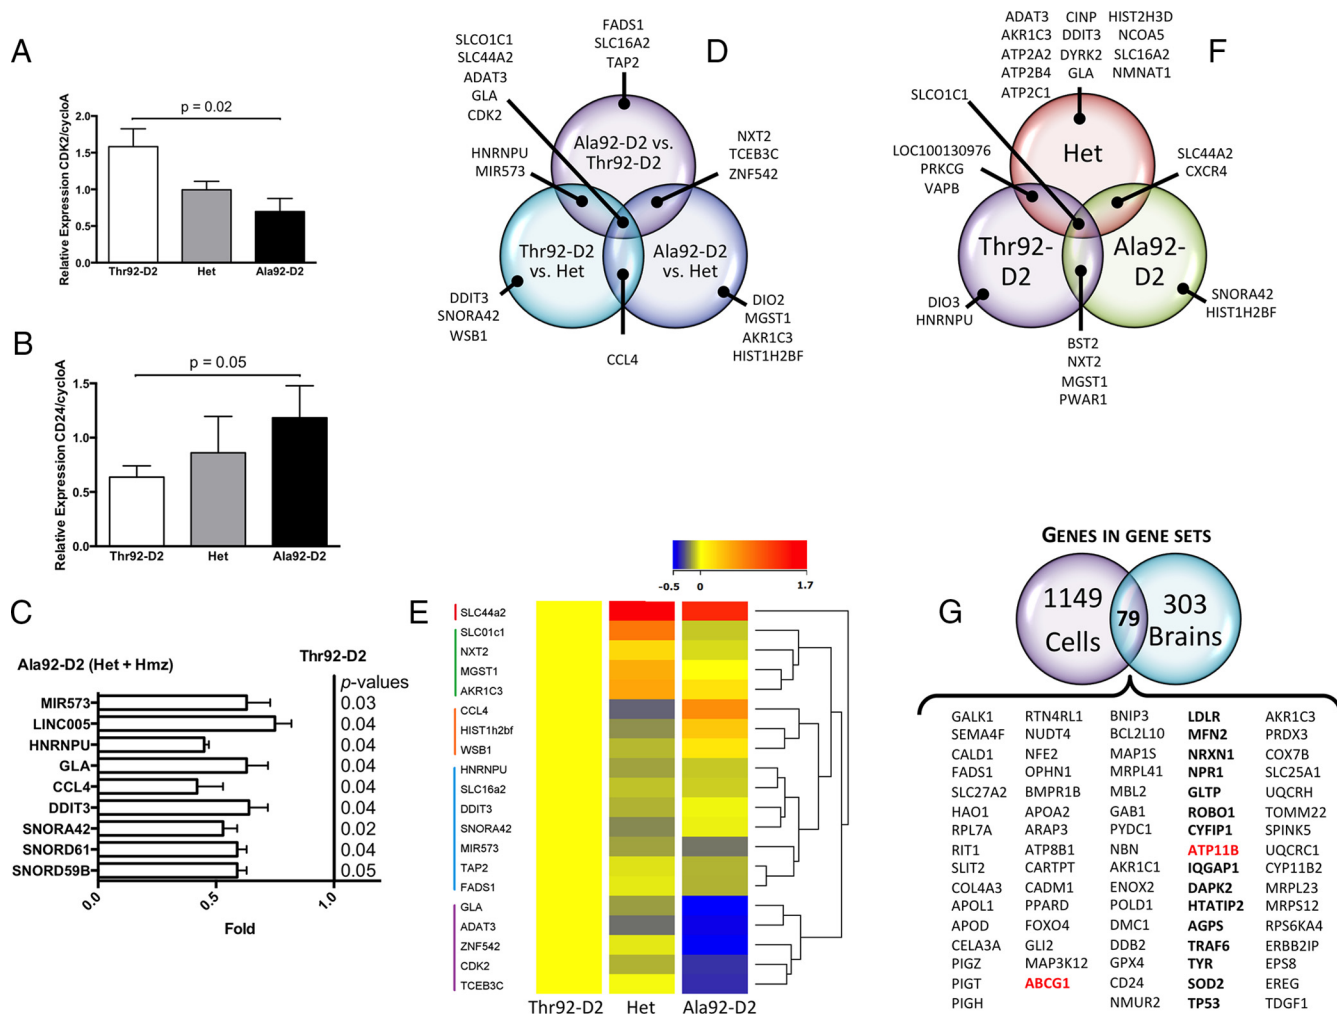 A
Relative Expression CDK2/cycloA
p = 0.02
2.0
1.5
1.0
0.5
0.0
Thr92-D2 Het Ala92-D2
B
Relative Expression CD24/cycloA
p = 0.05
1.5
1.0
0.5
0.0
Thr92-D2 Het Ala92-D2
C
Ala92-D2 (Het + Hmz) Thr92-D2
p-values
MIR573 0.03
LINC005 0.04
HNRNPU 0.04
GLA 0.04
CCL4 0.04
DDIT3 0.04
SNORA42 0.02
SNORD61 0.04
SNORD59B 0.05
0.0 0.5 1.0
Fold
D
SLCO1C1
SLC44A2
ADAT3
GLA
CDK2
FADS1
SLC16A2
TAP2
HNRNPU
MIR573
NXT2
TCEB3C
ZNF542
Ala92-D2 vs.
Thr92-D2
Thr92-D2
vs. Het
Ala92-D2
vs. Het
DDIT3
SNORA42
WSB1
CCL4
DIO2
MGST1
AKR1C3
HIST1H2BF
E
-0.5 0 1.7
SLC44a2
SLC01c1
NXT2
MGST1
AKR1C3
CCL4
HIST1h2bf
WSB1
HNRNPU
SLC16a2
DDIT3
SNORA42
MIR573
TAP2
FADS1
GLA
ADAT3
ZNF542
CDK2
TCEB3C
Thr92-D2 Het Ala92-D2
F
ADAT3 CINP HIST2H3D
AKR1C3 DDIT3 NCOA5
ATP2A2 DYRK2 SLC16A2
ATP2B4 GLA NMNAT1
ATP2C1
SLCO1C1
LOC100130976
PRKCG
VAPB
SLC44A2
CXCR4
Het
Thr92-
D2
Ala92-
D2
DIO3
HNRNPU
SNORA42
HIST1H2BF
BST2
NXT2
MGST1
PWAR1
G
GENES IN GENE SETS
1149
Cells
79
303
Brains
GALK1 RTN4RL1 BNIP3 LDLR AKR1C3
SEMA4F NUDT4 BCL2L10 MFN2 PRDX3
CALD1 NFE2 MAP1S NRXN1 COX7B
FADS1 OPHN1 MRPL41 NPR1 SLC25A1
SLC27A2 BMPR1B MBL2 GLTP UQCRH
HAO1 APOA2 GAB1 ROBO1 TOMM22
RPL7A ARAP3 PYDC1 CYFIP1 SPINK5
RIT1 ATP8B1 NBN ATP11B UQCRC1
SLIT2 CARTPT AKR1C1 IQGAP1 CYP11B2
COL4A3 CADM1 ENOX2 DAPK2 MRPL23
APOL1 PPARD POLD1 HTATIP2 MRPS12
APOD FOXO4 DMC1 AGPS RPS6KA4
CELA3A GLI2 DDB2 TRAF6 ERBB2IP
PIGZ MAP3K12 GPX4 TYR EPS8
PIGT ABCG1 CD24 SOD2 EREG
PIGH NMUR2 TP53 TDGF1